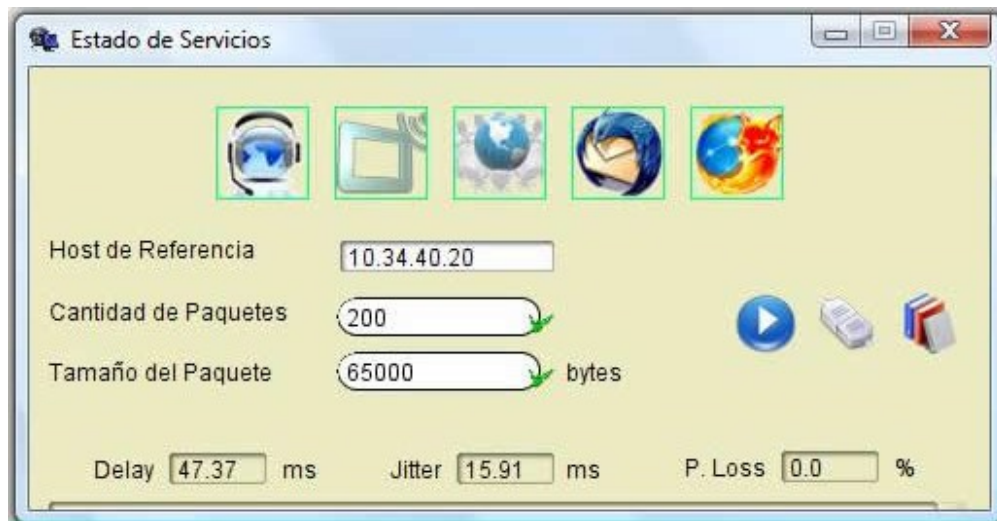 Estado de Servicios
Host de Referencia 10.34.40.20
Cantidad de Paquetes 200
Tamaño del Paquete 65000 bytes
Delay 47.37 ms Jitter 15.91 ms P. Loss 0.0 %